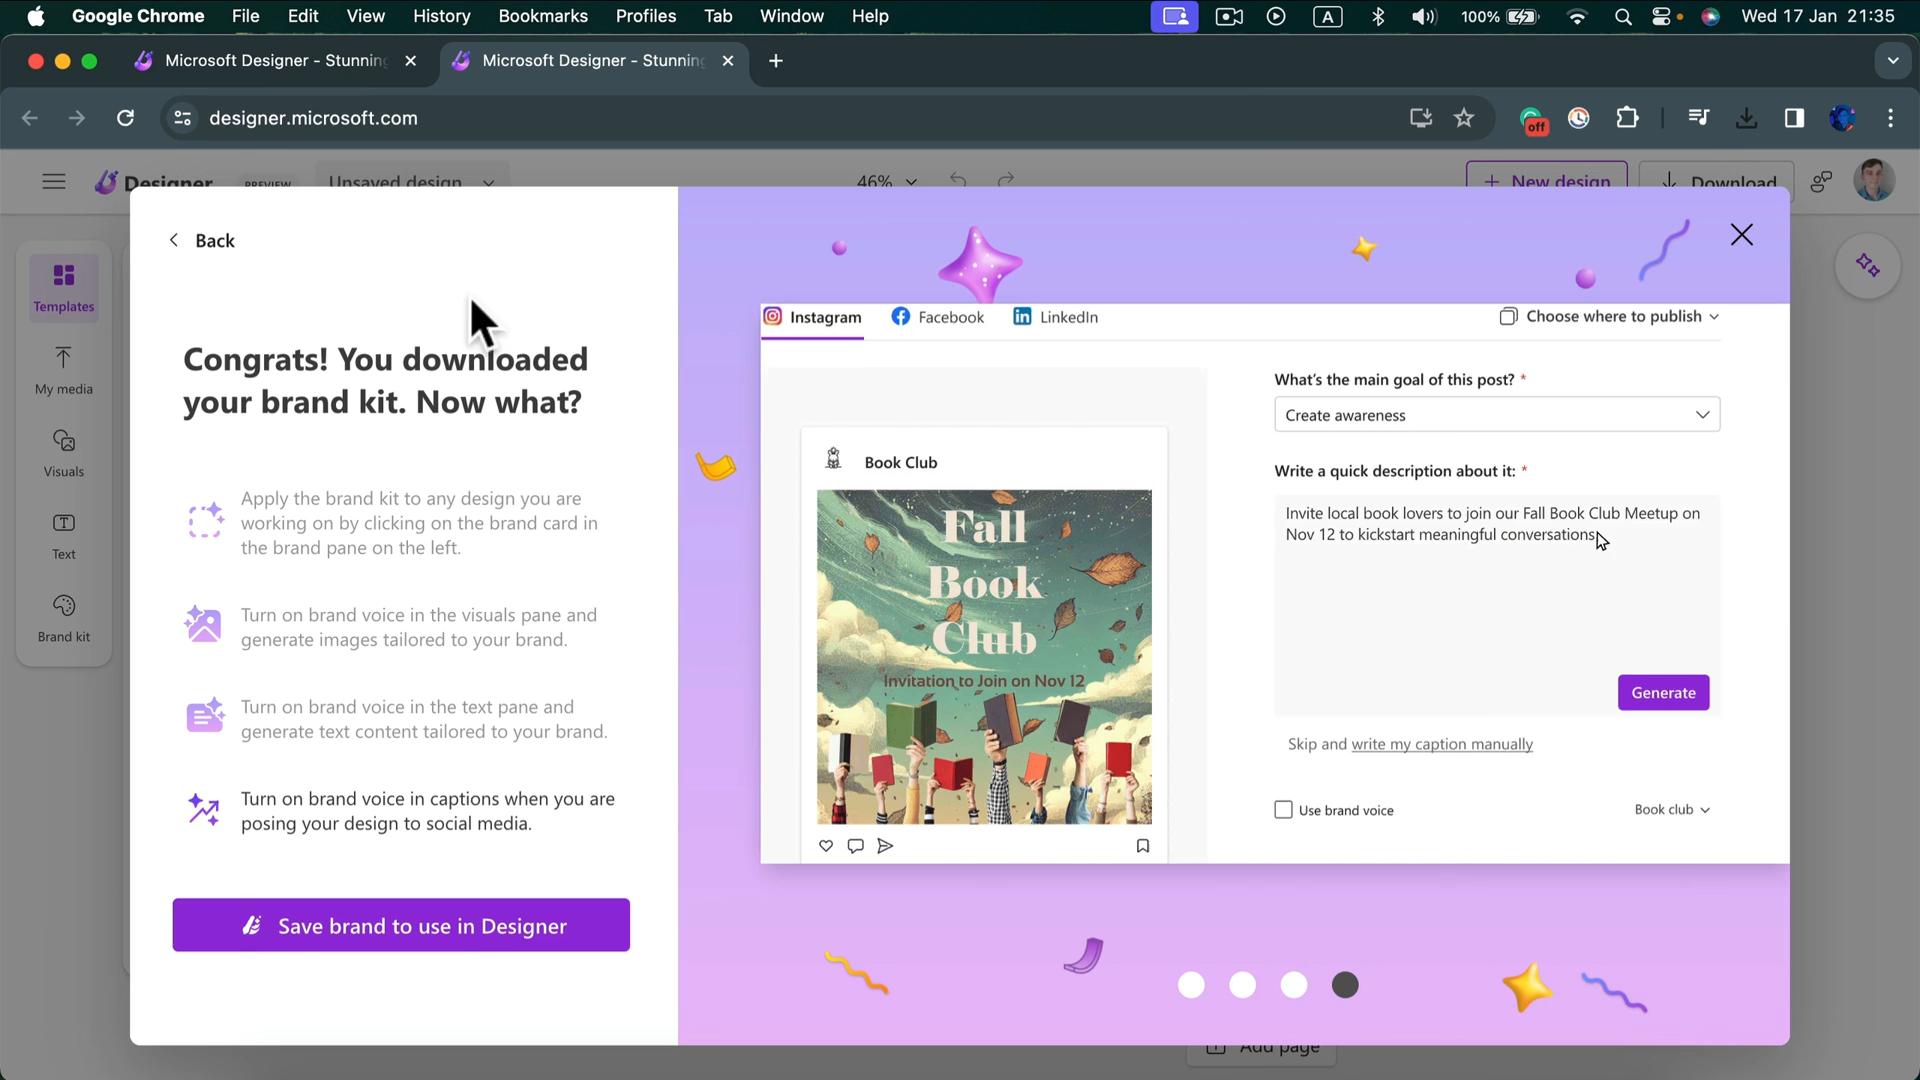 Google Chrome File Edit View History Bookmarks Profiles Tab Window Help A 100% Wed 17 Jan 21:35
Microsoft Designer - Stunning
Microsoft Designer - Stunning
designer.microsoft.com
off
Designer PREVIEW Unsaved design 46% New design Download
Templates
My media
Visuals
Text
Brand kit
Back
Congrats! You downloaded
your brand kit. Now what?
Apply the brand kit to any design you are
working on by clicking on the brand card in
the brand pane on the left.
Turn on brand voice in the visuals pane and
generate images tailored to your brand.
Turn on brand voice in the text pane and
generate text content tailored to your brand.
Turn on brand voice in captions when you are
posing your design to social media.
Save brand to use in Designer
Instagram Facebook LinkedIn Choose where to publish
Book Club
Fall
Book
Club
Invitation to Join on Nov 12
What's the main goal of this post? *
Create awareness
Write a quick description about it: *
Invite local book lovers to join our Fall Book Club Meetup on
Nov 12 to kickstart meaningful conversations
Generate
Skip and write my caption manually
Use brand voice Book club
Add page